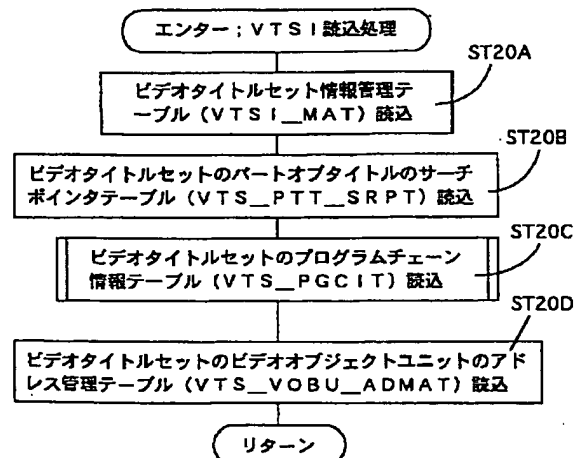 エンター;VTSI読込処理
ST20A
ビデオタイトルセット情報管理テ
ーブル(VTSI__MAT)読込
ST20B
ビデオタイトルセットのパートオブタイトルのサーチ
ポインタテーブル(VTS__PTT__SRPT)読込
ST20C
ビデオタイトルセットのプログラムチェーン
情報テーブル(VTS__PGCIT)読込
ST20D
ビデオタイトルセットのビデオオブジェクトユニットのアド
レス管理テーブル(VTS__VOBU__ADMAT)読込
リターン